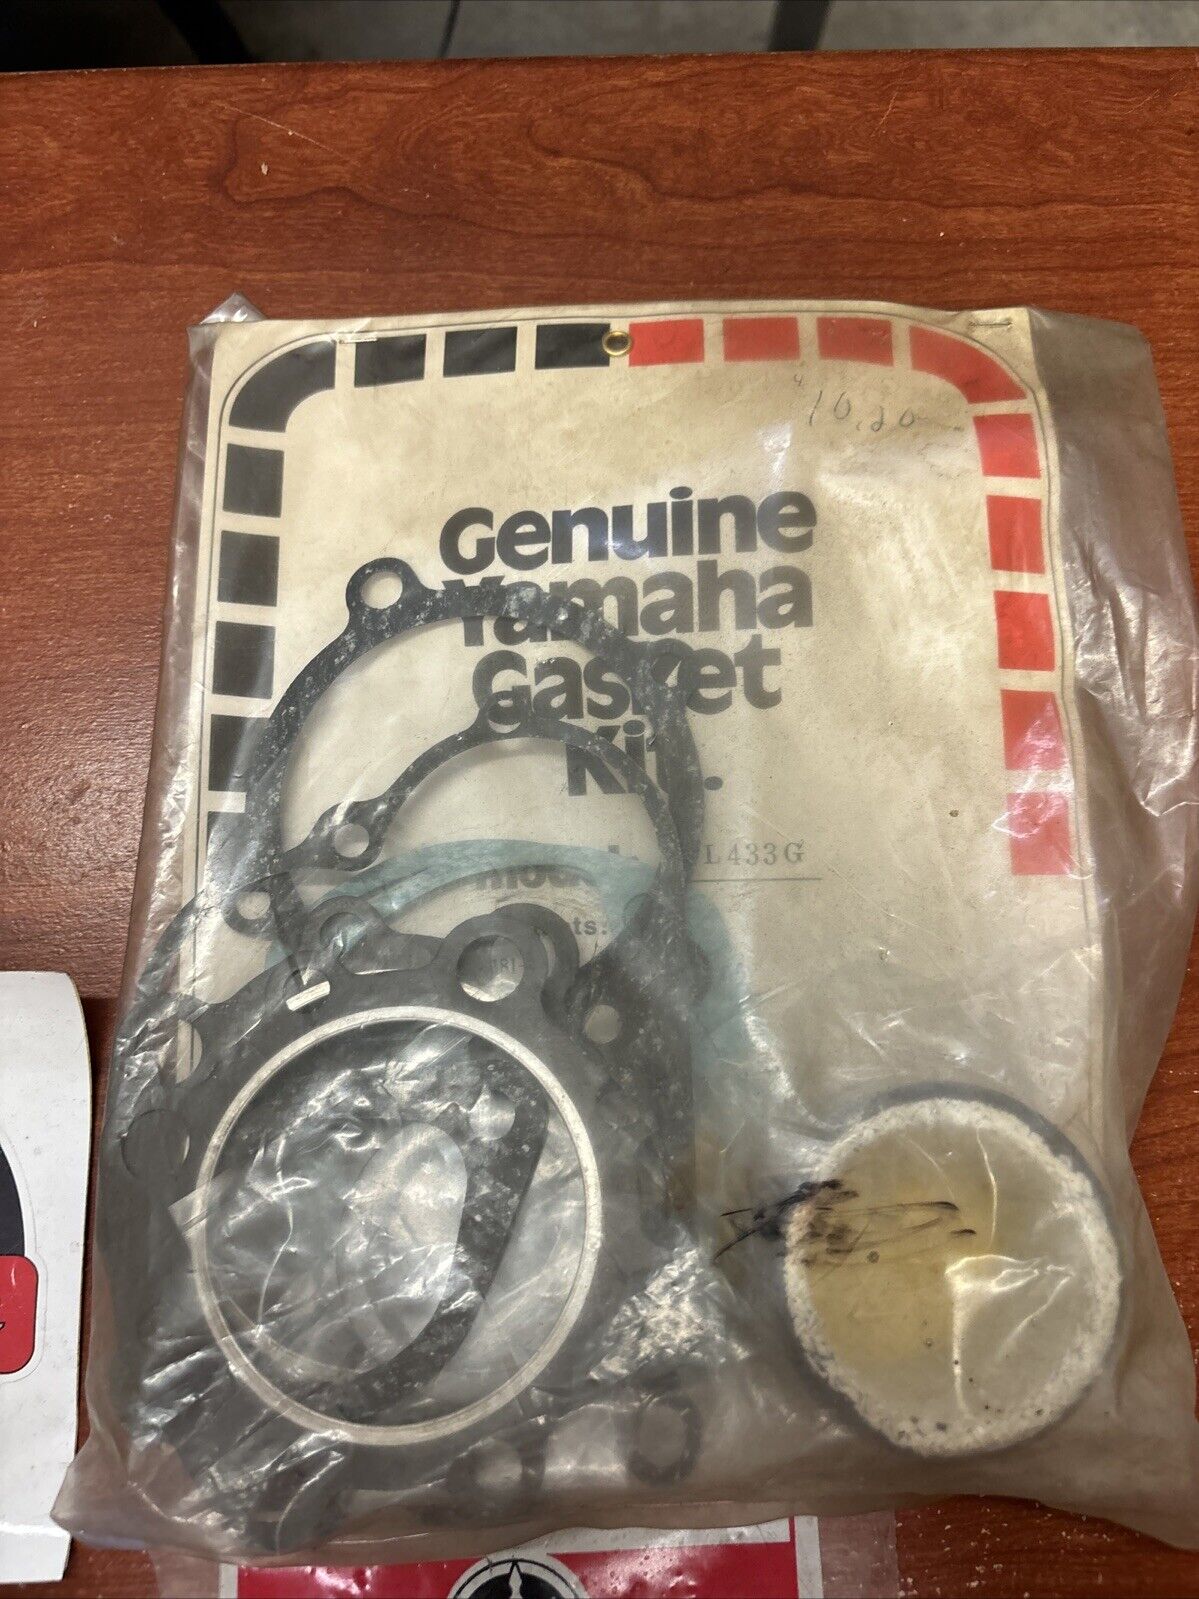 10.20
Genuine
Yamaha
Gasket
Kit.
L433G